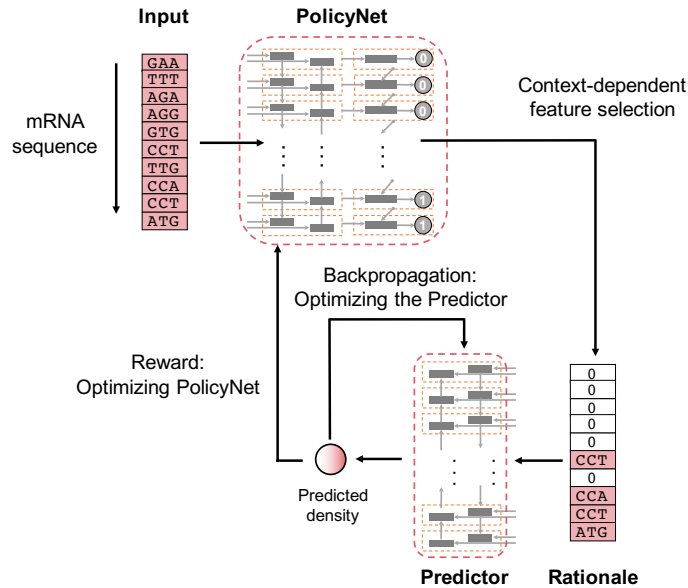 Input
PolicyNet
mRNA
sequence
GAA
TTT
AGA
AGG
GTG
CCT
TTG
CCA
CCT
ATG
0
0
0
1
1
Context-dependent
feature selection
Backpropagation:
Optimizing the Predictor
Reward:
Optimizing PolicyNet
Predicted
density
0
0
0
0
0
CCT
0
CCA
CCT
ATG
Predictor
Rationale